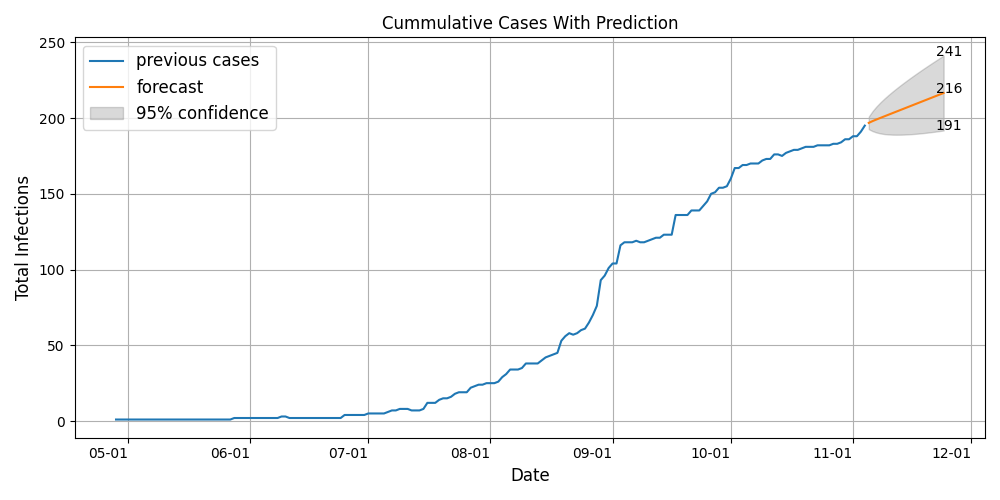 Cummulative Cases With Prediction
250
200
150
100
50
0
Total Infections
previous cases
forecast
95% confidence
241
216
191
05-01 06-01 07-01 08-01 09-01 10-01 11-01 12-01
Date